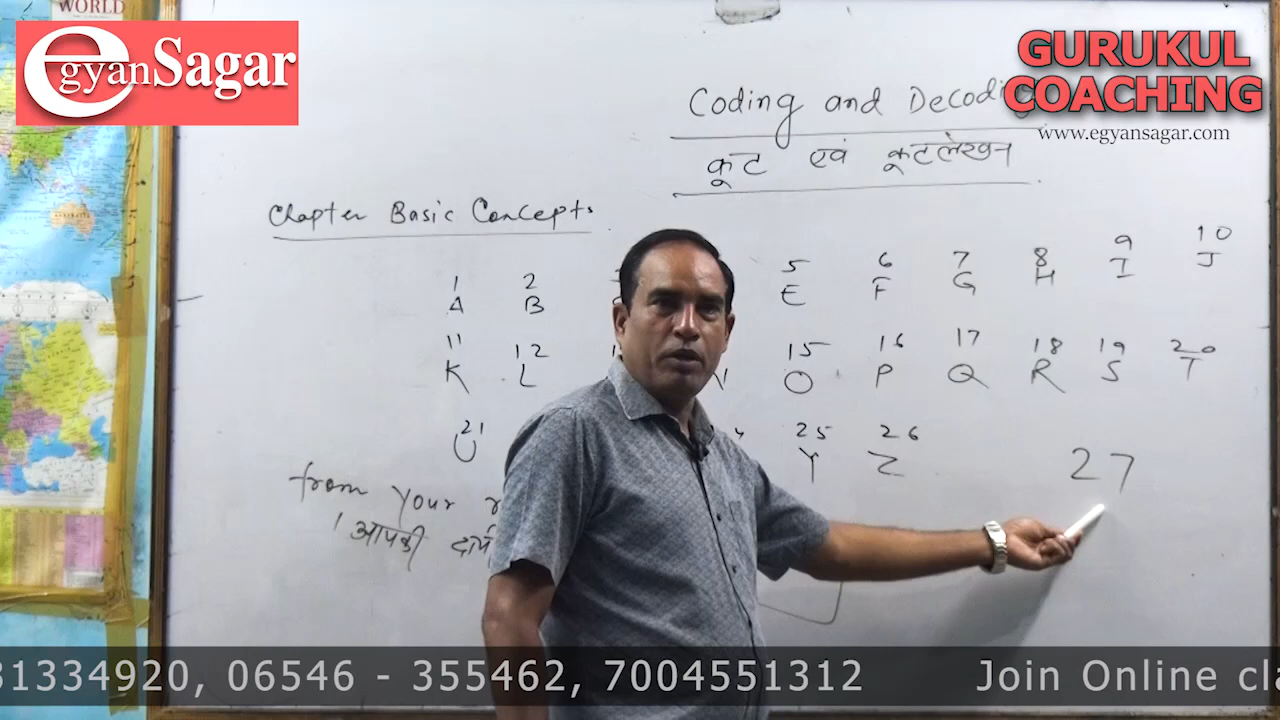 WORLD
egyanSagar
GURUKUL
COACHING
www.egyansagar.com
Coding and Decodi
कूट एवं कूटलेखन
Chapter Basic Concepts
1 2 5 6 7 8 9 10
A B E F G H I J
11 12 15 16 17 18 19 20
K L O P Q R S T
21 25 26
U Y Z 27
from your
आपकी
31334920, 06546 - 355462, 7004551312 Join Online cla